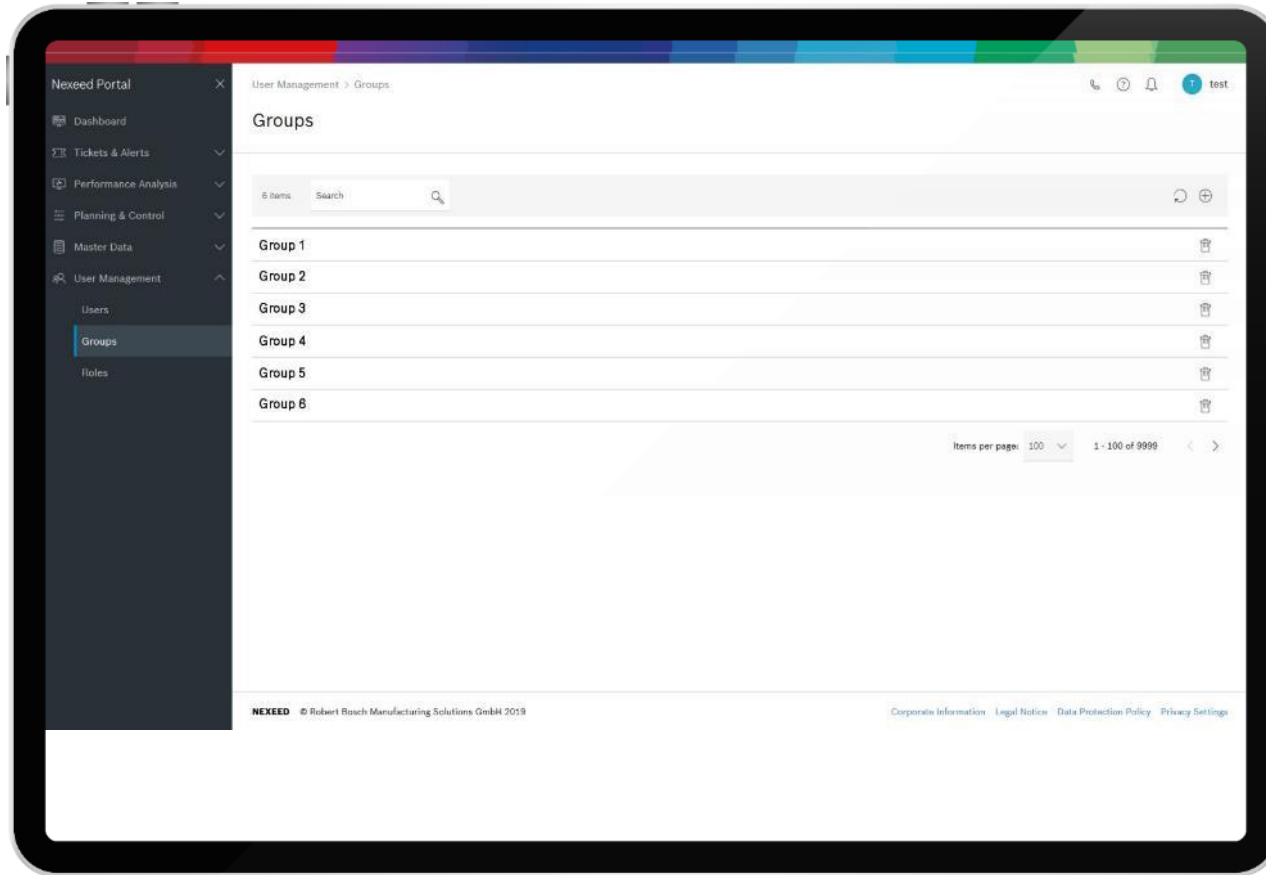 Nexeed Portal
Dashboard
Tickets & Alerts
Performance Analysis
Planning & Control
Master Data
User Management
Users
Groups
Roles
User Management > Groups
T test
Groups
6 items Search
Group 1
Group 2
Group 3
Group 4
Group 5
Group 6
Items per page: 100 1 - 100 of 9999
NEXEED © Robert Bosch Manufacturing Solutions GmbH 2019
Corporate Information Legal Notice Data Protection Policy Privacy Settings